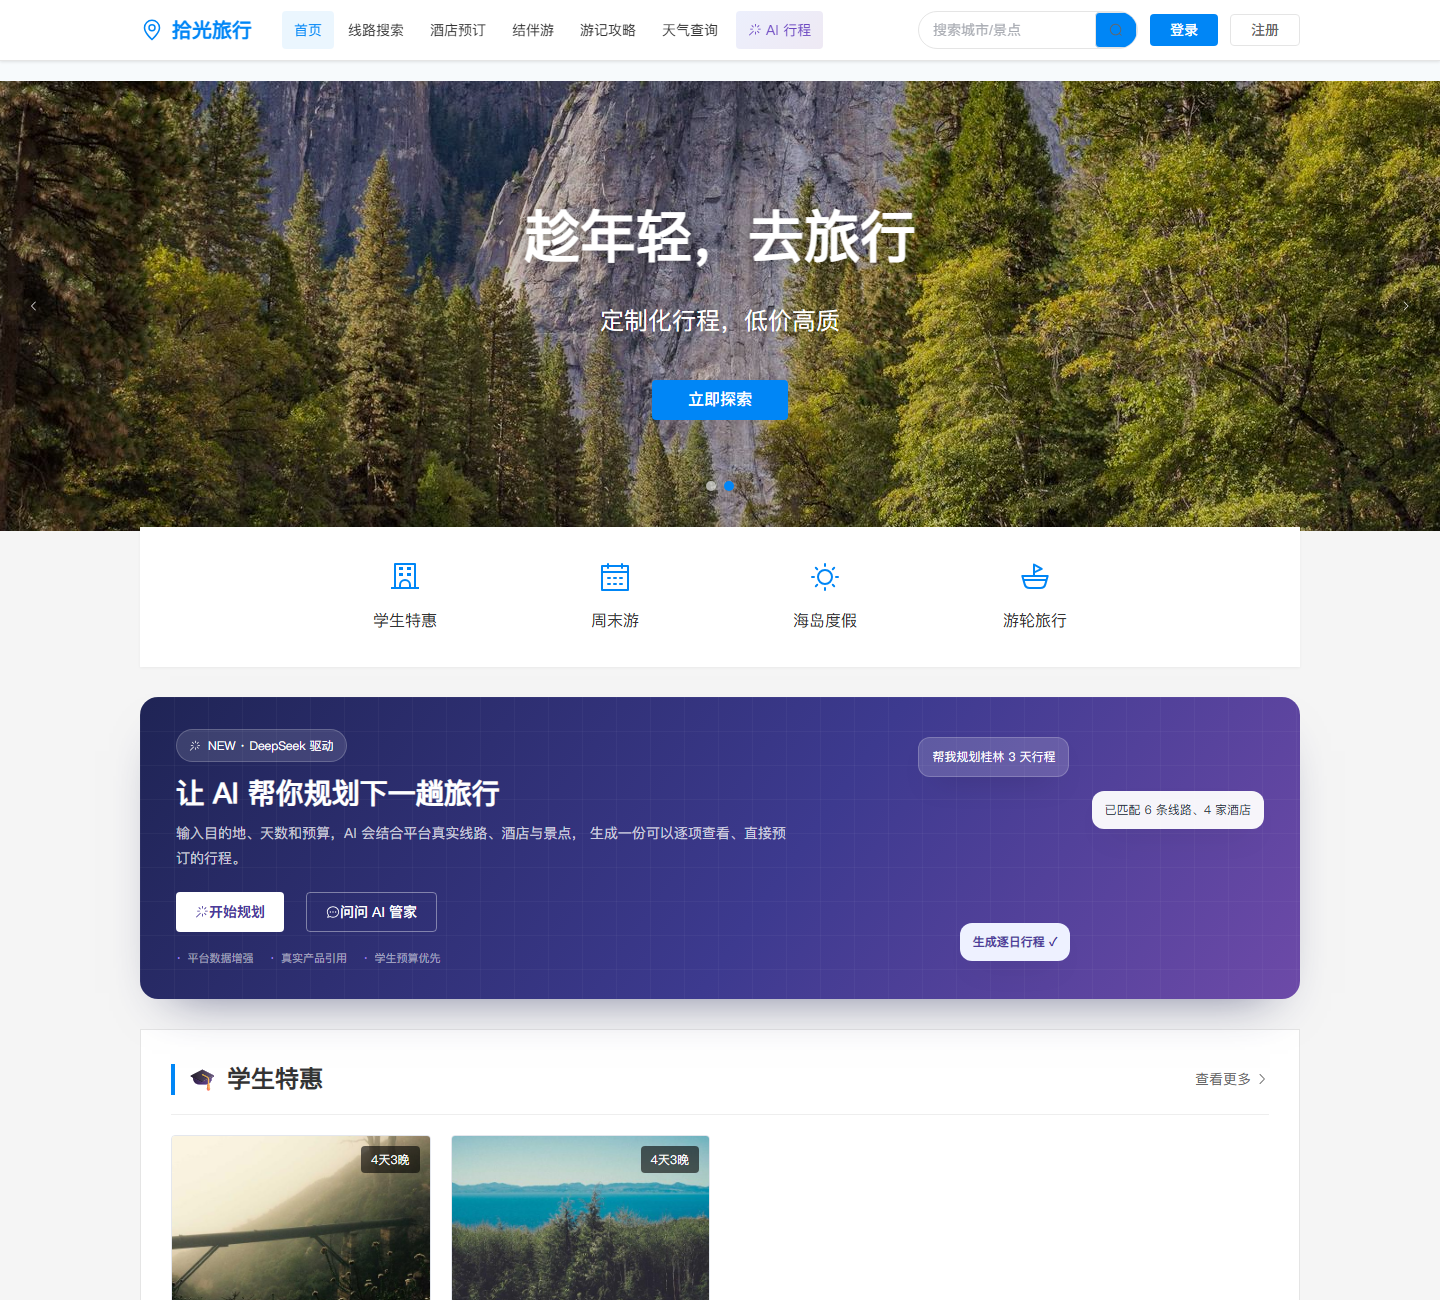 拾光旅行
首页 线路搜索 酒店预订 结伴游 游记攻略 天气查询 AI 行程
搜索城市/景点
登录
注册
趁年轻，去旅行
定制化行程，低价高质
立即探索
学生特惠
周末游
海岛度假
游轮旅行
NEW · DeepSeek 驱动
让 AI 帮你规划下一趟旅行
输入目的地、天数和预算，AI 会结合平台真实线路、酒店与景点， 生成一份可以逐项查看、直接预
订的行程。
开始规划
问问 AI 管家
· 平台数据增强 · 真实产品引用 · 学生预算优先
帮我规划桂林 3 天行程
已匹配 6 条线路、4 家酒店
生成逐日行程 ✓
学生特惠
查看更多
4天3晚
4天3晚